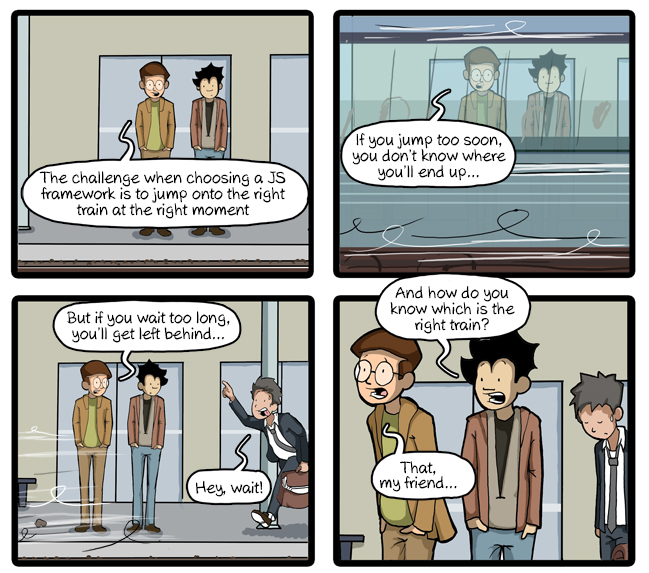 The challenge when choosing a JS
framework is to jump onto the right
train at the right moment
If you jump too soon,
you don't know where
you'll end up...
But if you wait too long,
you'll get left behind...
Hey, wait!
And how do you
know which is the
right train?
That,
my friend...